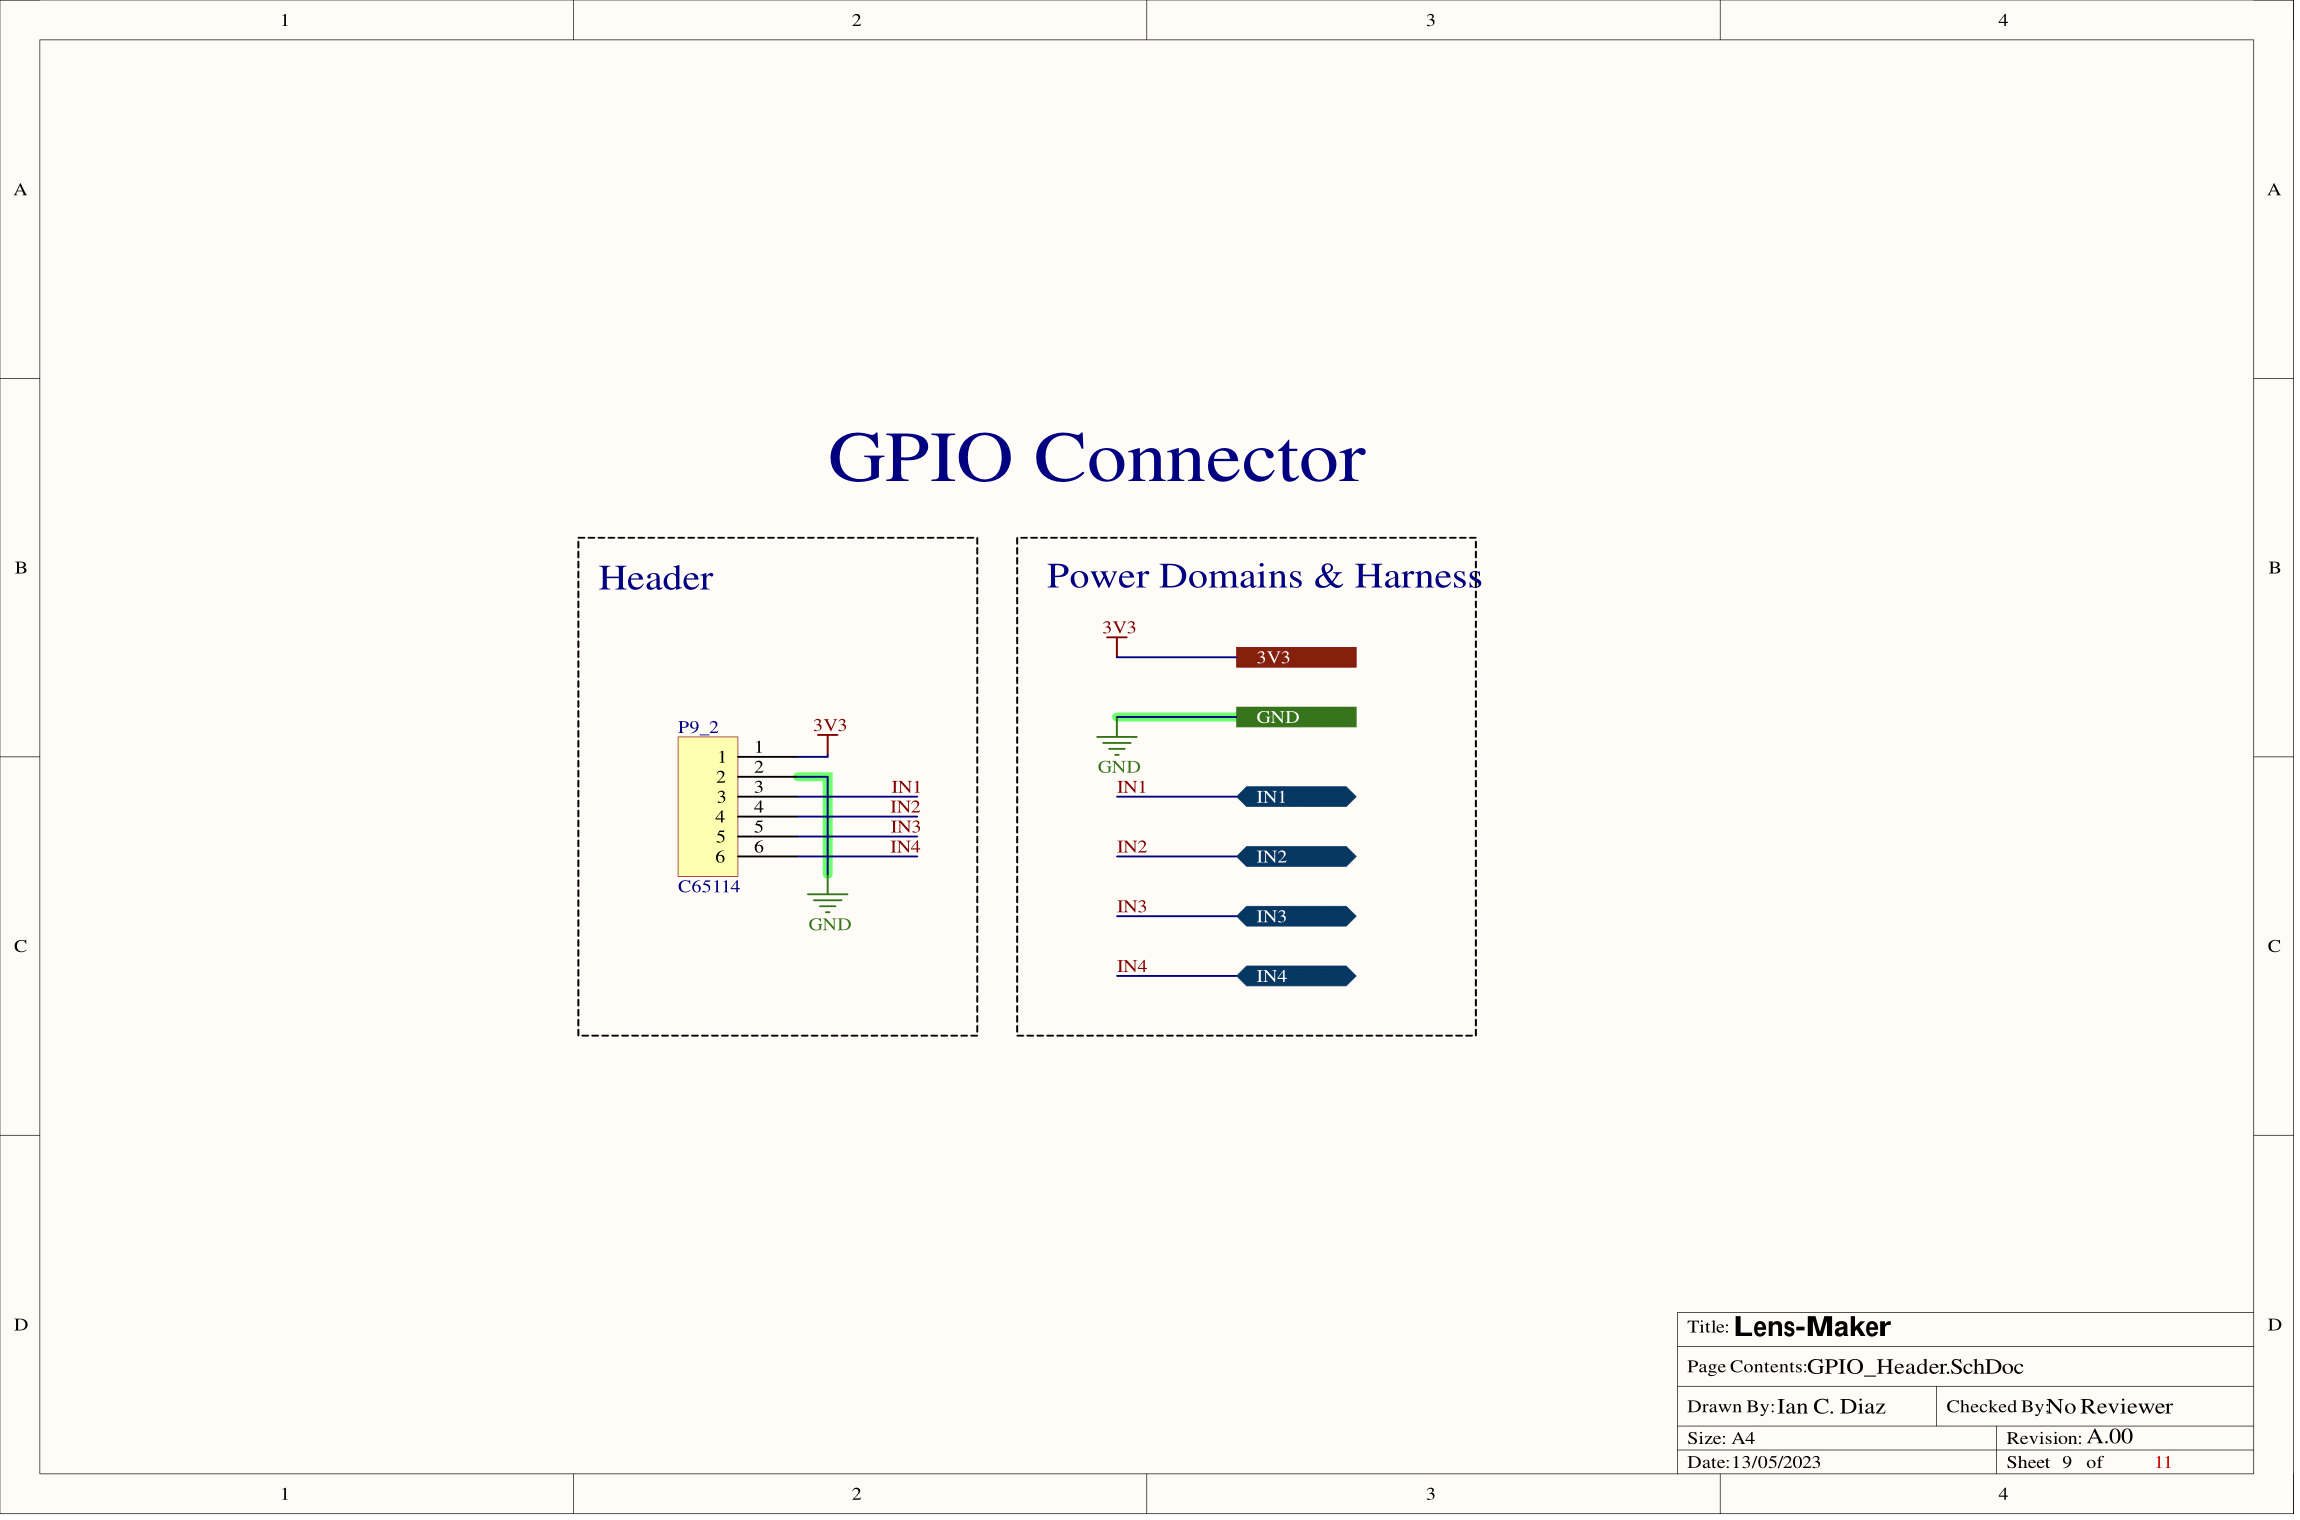 1 2 3 4
A A
GPIO Connector
B B
Header
Power Domains & Harness
3V3
3V3
GND
GND
IN1
IN1
IN2
IN2
IN3
IN3
IN4
IN4
P9_2
3V3
1 1
2 2
3 3 IN1
4 4 IN2
5 5 IN3
6 6 IN4
C65114
GND
C C
D D
Title: Lens-Maker
Page Contents: GPIO_Header.SchDoc
Drawn By: Ian C. Diaz
Checked By: No Reviewer
Size: A4
Revision: A.00
Date: 13/05/2023
Sheet 9 of 11
1 2 3 4